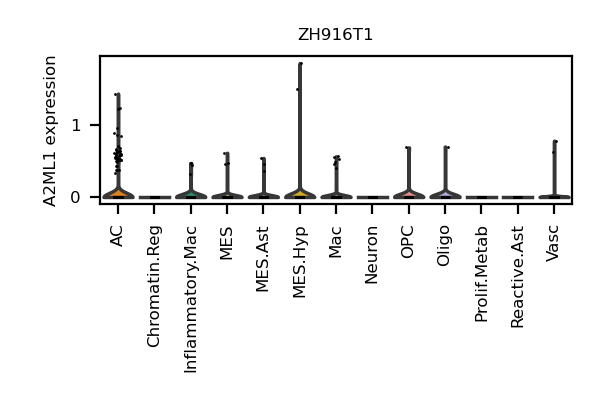 ZH916T1
A2ML1 expression
1
0
AC
Chromatin.Reg
Inflammatory.Mac
MES
MES.Ast
MES.Hyp
Mac
Neuron
OPC
Oligo
Prolif.Metab
Reactive.Ast
Vasc